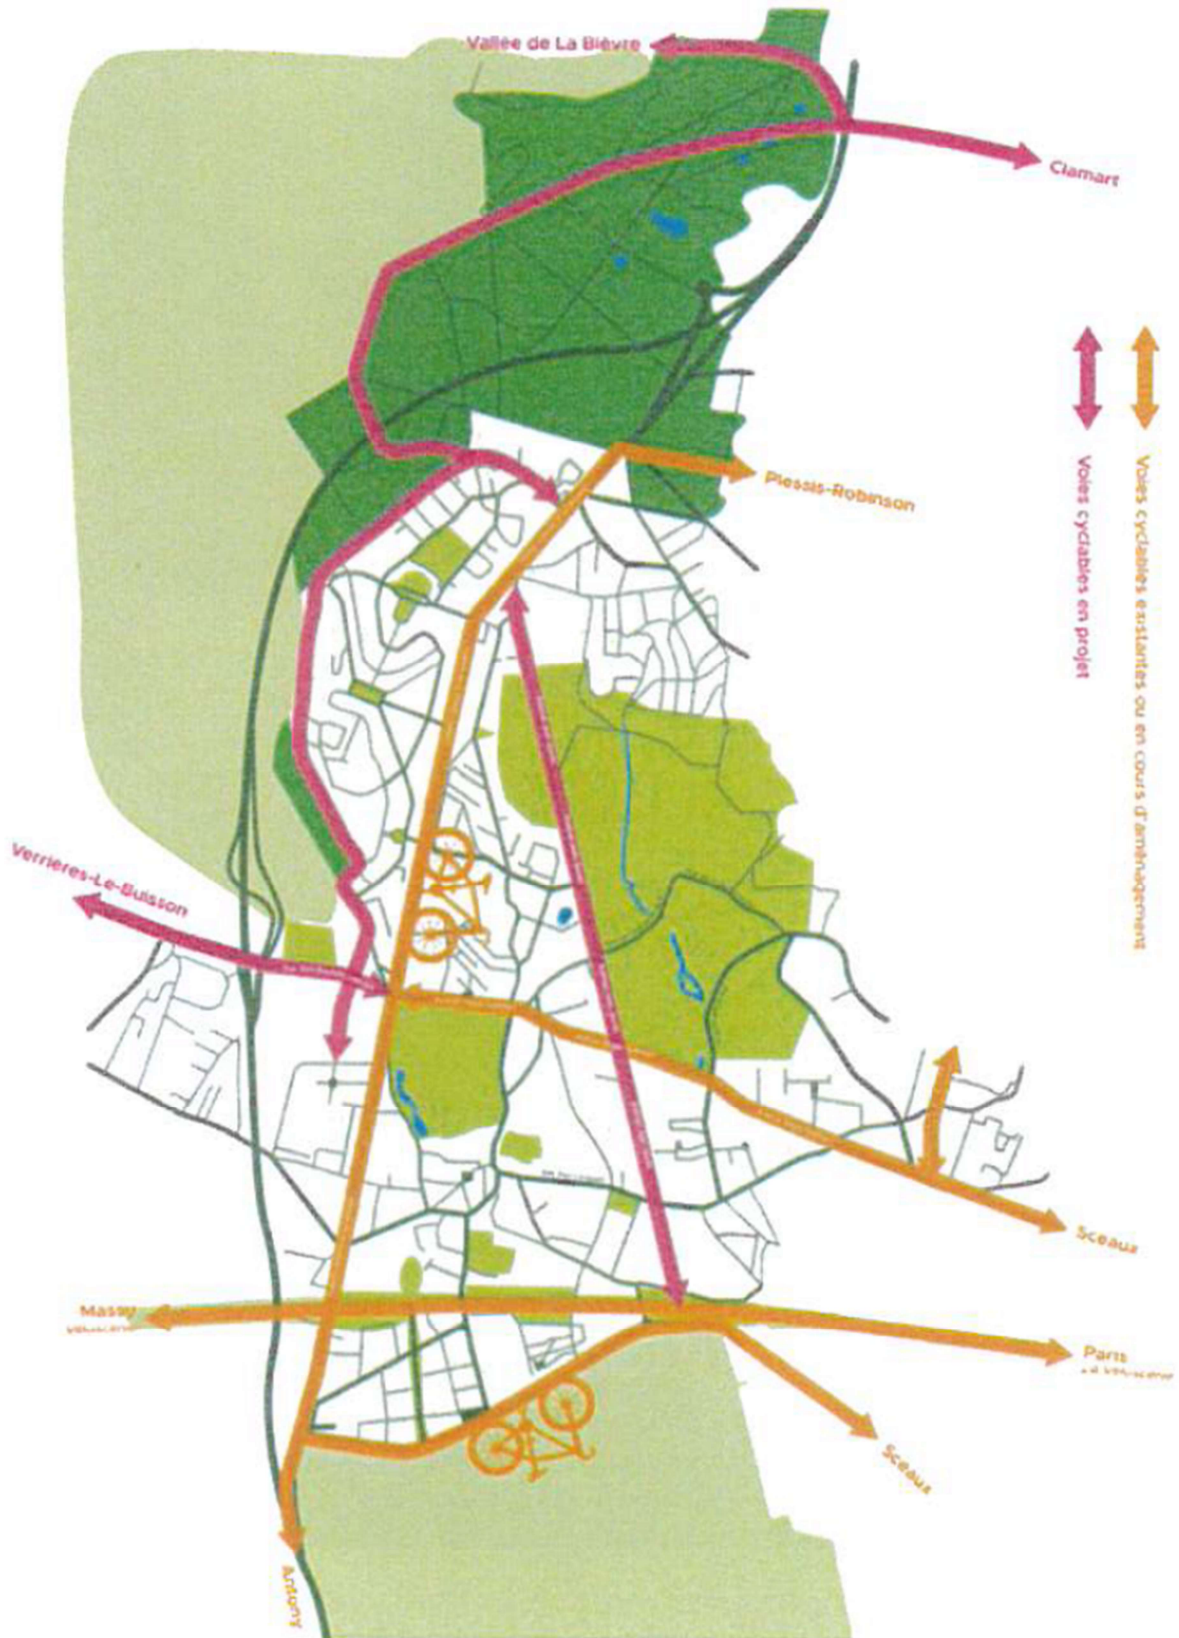 Vallée de La Bièvre
Clamart
Voies cyclables existantes ou en cours d'aménagement
Voies cyclables en projet
Plessis-Robinson
Verrières-Le-Buisson
Sceaux
Massy
Paris
Sceaux
Antony